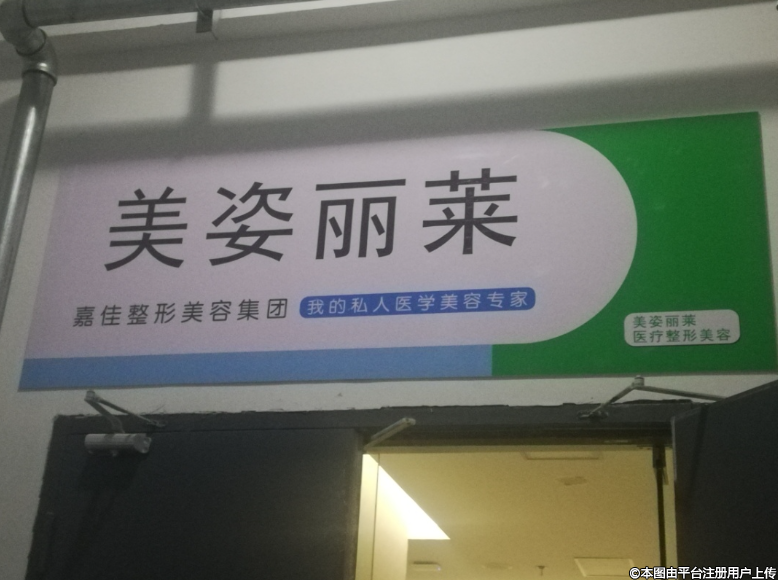 美姿丽莱
嘉佳整形美容集团 我的私人医学美容专家
美姿丽莱
医疗整形美容
©本图由平台注册用户上传